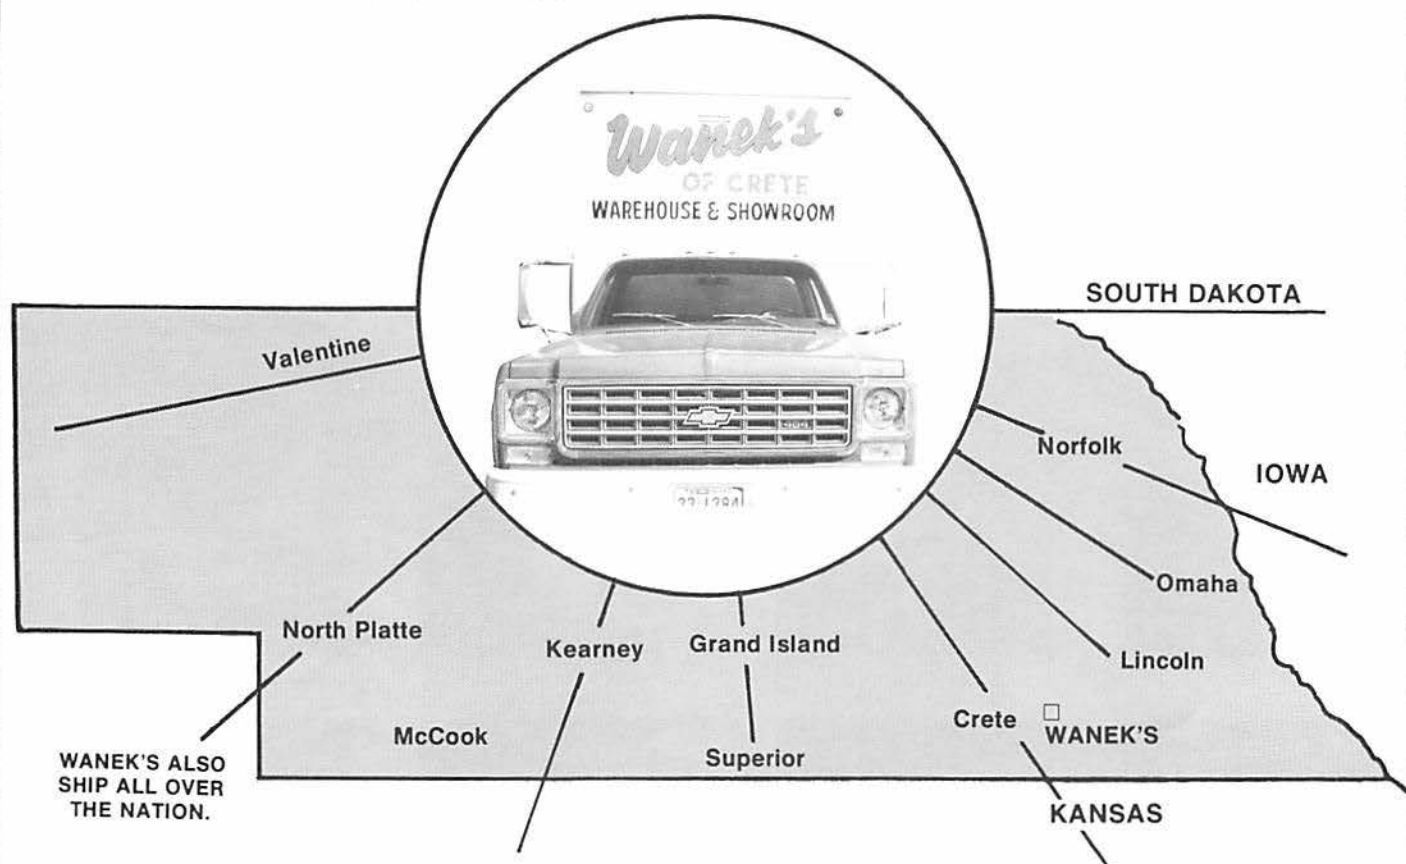 Wanek's
OF CRETE
WAREHOUSE & SHOWROOM
SOUTH DAKOTA
Valentine
Norfolk
IOWA
Omaha
North Platte
Kearney
Grand Island
Lincoln
Crete
WANEK'S
McCook
Superior
WANEK'S ALSO
SHIP ALL OVER
THE NATION.
KANSAS